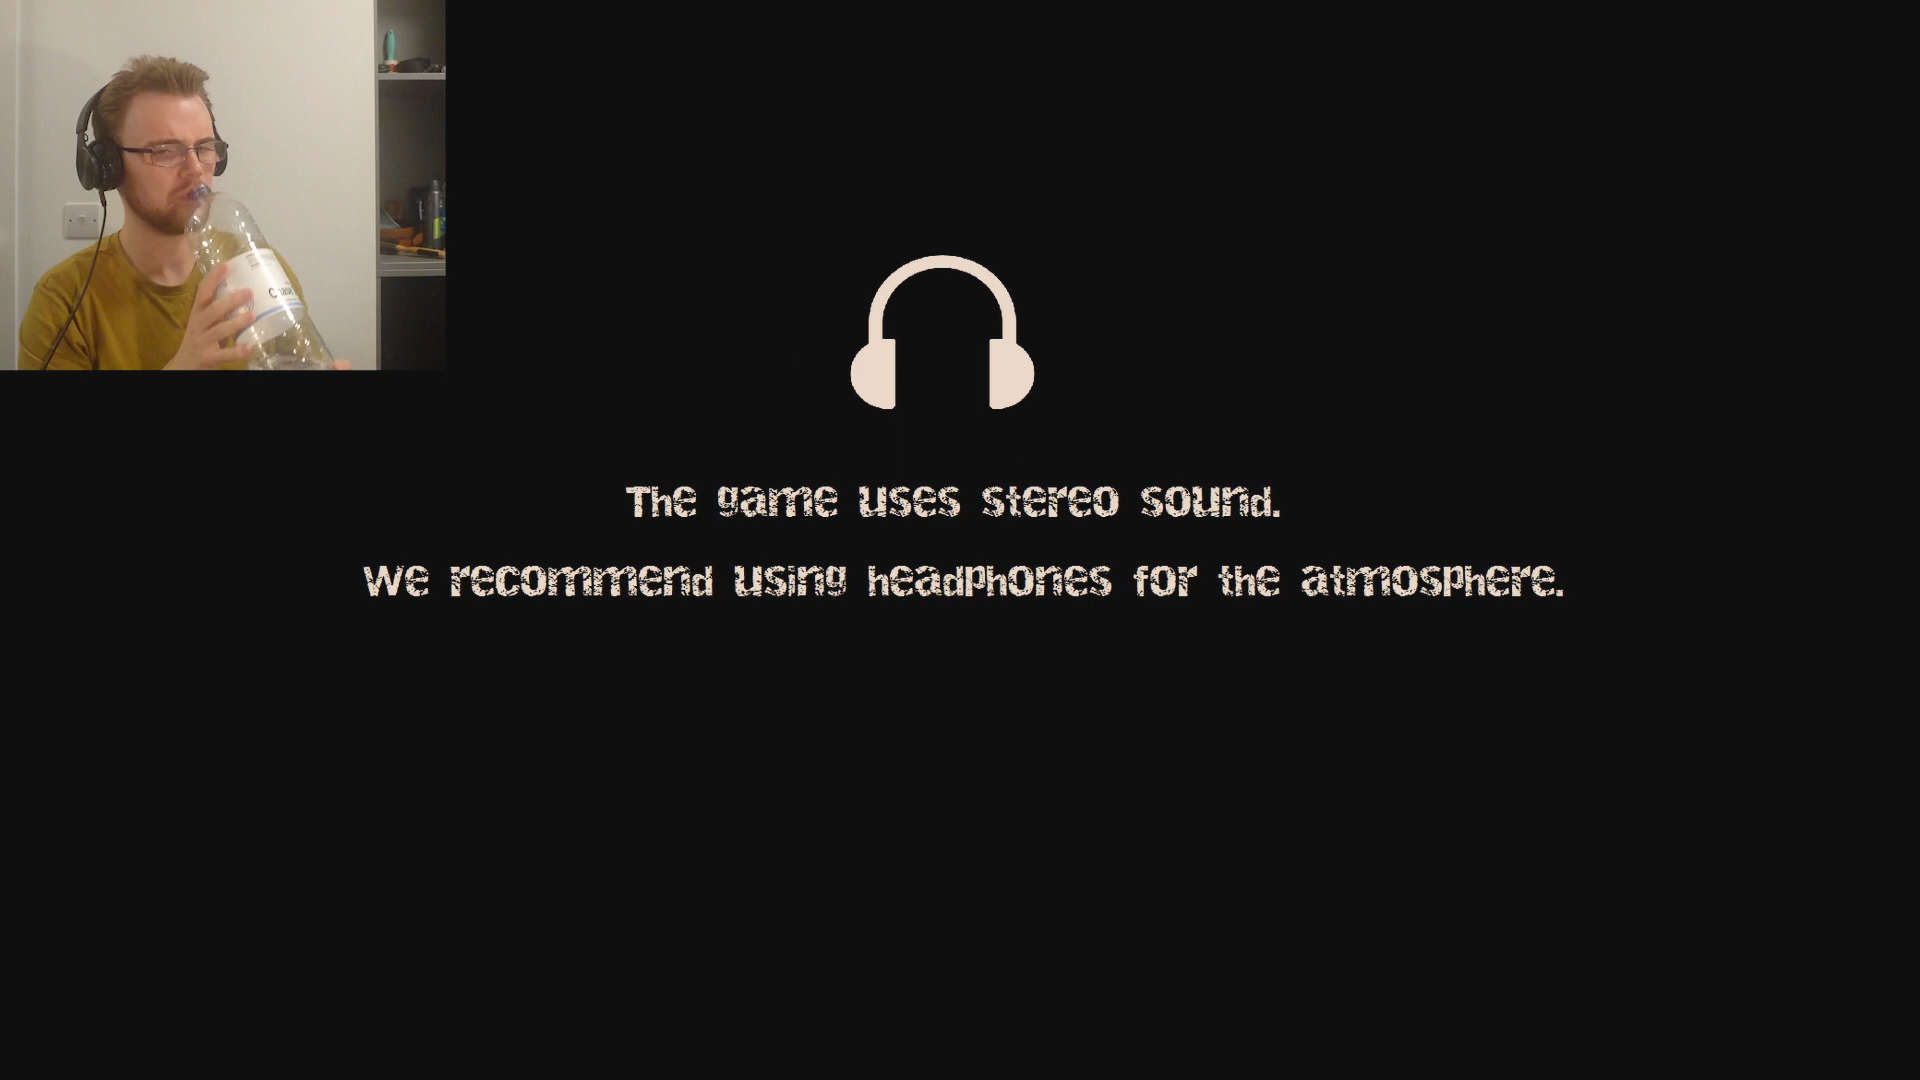 The game uses stereo sound.
We recommend using headphones for the atmosphere.